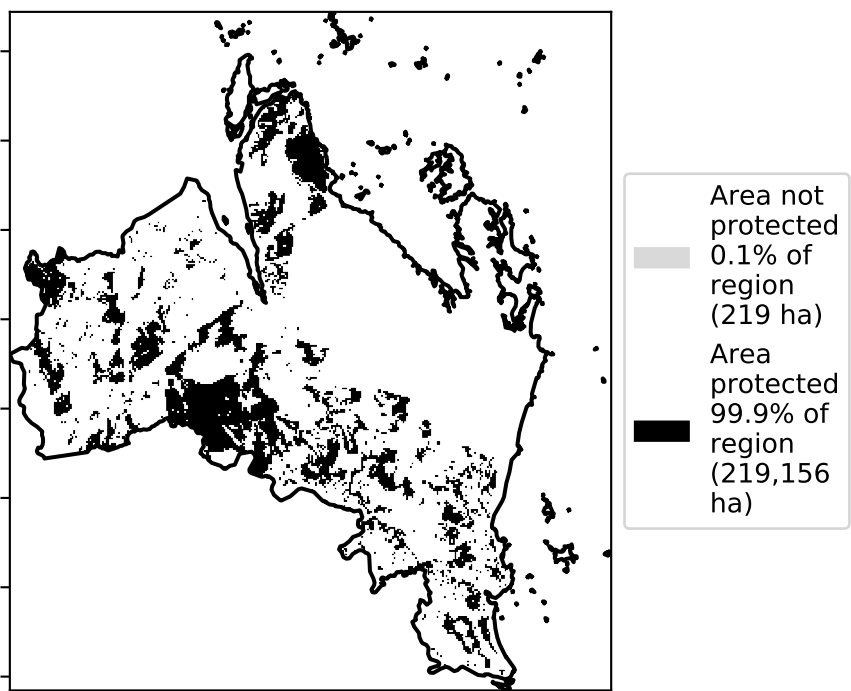 Area not
protected
0.1% of
region
(219 ha)
Area
protected
99.9% of
region
(219,156
ha)